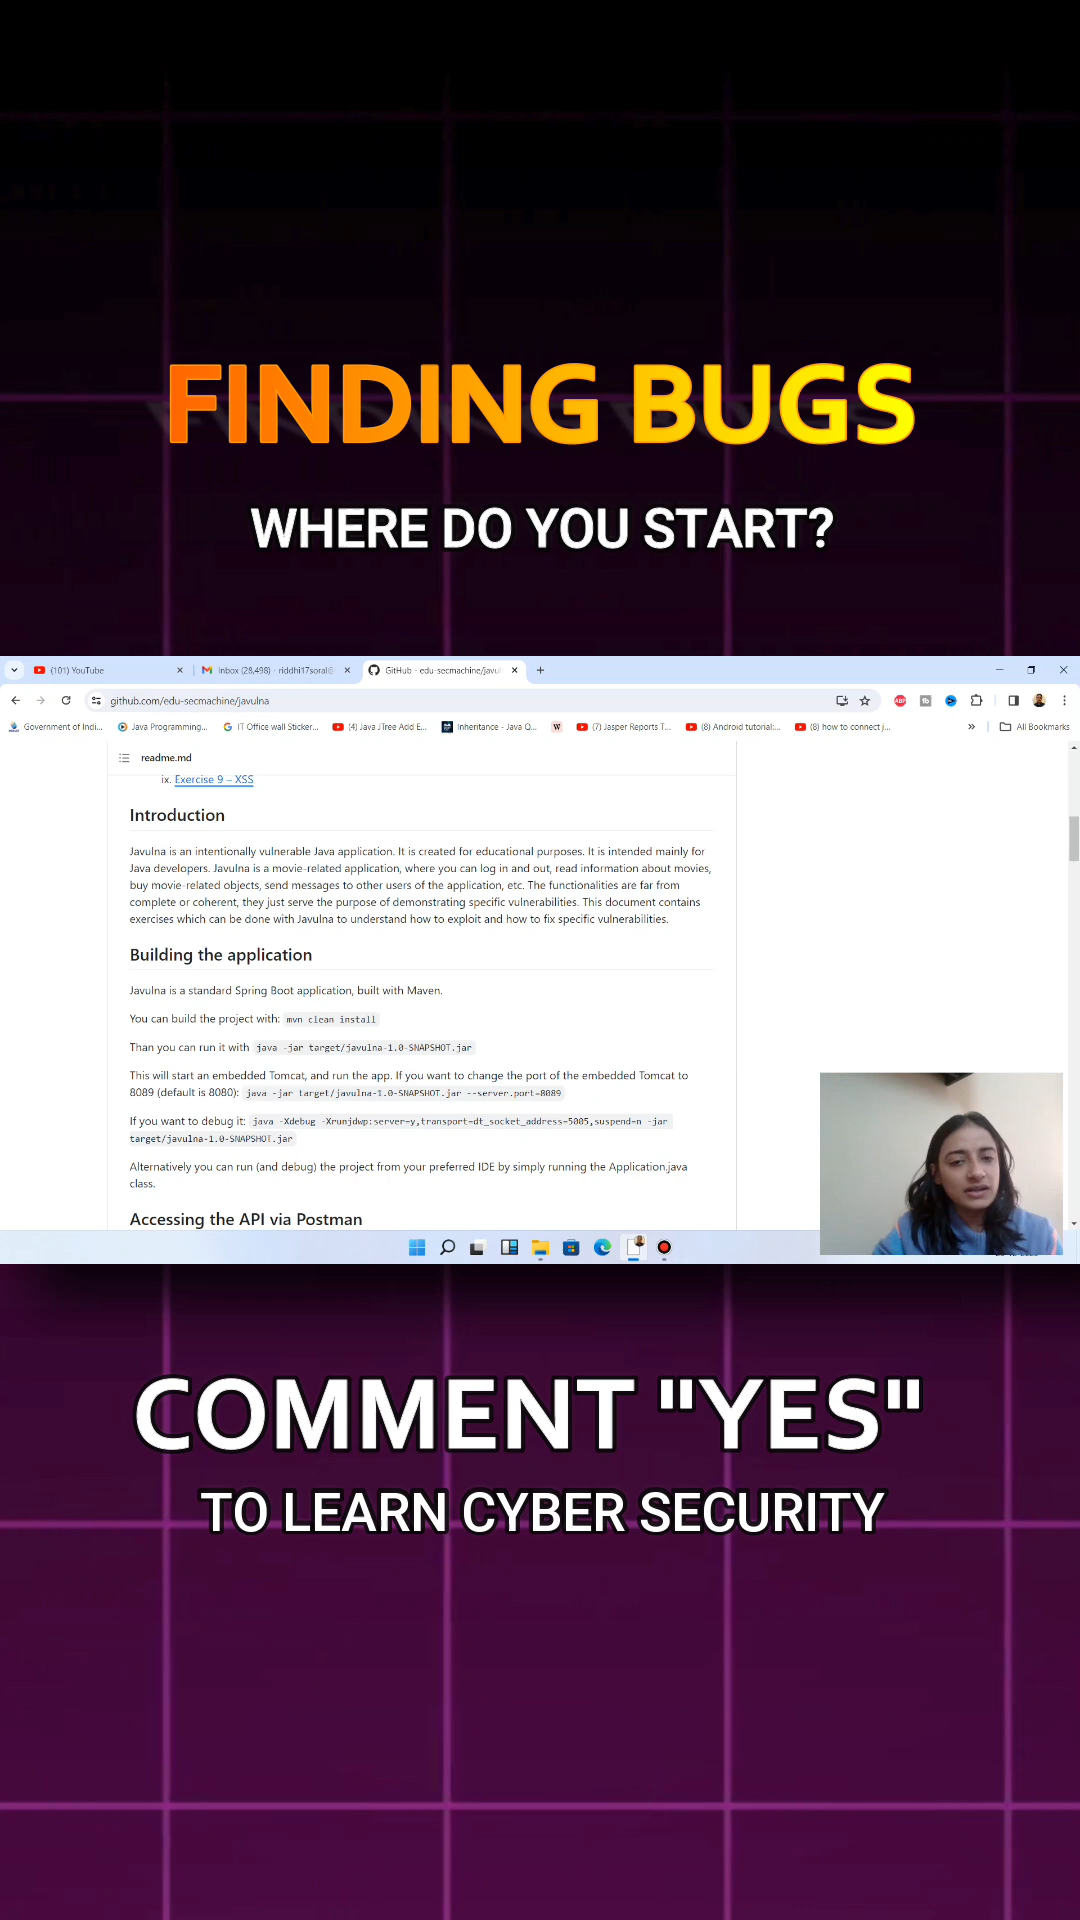 FINDING BUGS
WHERE DO YOU START?
(101) YouTube
Inbox (28,498) - riddhi17soral@
GitHub - edu-secmachine/javul
github.com/edu-secmachine/javulna
Government of Indi...
Java Programming...
IT Office wall Sticker...
(4) Java JTree Add E...
Inheritance - Java Q...
W
(7) Jasper Reports T...
(8) Android tutorial:...
(8) how to connect j...
All Bookmarks
readme.md
ix. Exercise 9 – XSS
Introduction
Javulna is an intentionally vulnerable Java application. It is created for educational purposes. It is intended mainly for
Java developers. Javulna is a movie-related application, where you can log in and out, read information about movies,
buy movie-related objects, send messages to other users of the application, etc. The functionalities are far from
complete or coherent, they just serve the purpose of demonstrating specific vulnerabilities. This document contains
exercises which can be done with Javulna to understand how to exploit and how to fix specific vulnerabilities.
Building the application
Javulna is a standard Spring Boot application, built with Maven.
You can build the project with: mvn clean install
Than you can run it with java -jar target/javulna-1.0-SNAPSHOT.jar
This will start an embedded Tomcat, and run the app. If you want to change the port of the embedded Tomcat to
8089 (default is 8080): java -jar target/javulna-1.0-SNAPSHOT.jar --server.port=8089
If you want to debug it: java -Xdebug -Xrunjdwp:server=y,transport=dt_socket_address=5005,suspend=n -jar
target/javulna-1.0-SNAPSHOT.jar
Alternatively you can run (and debug) the project from your preferred IDE by simply running the Application.java
class.
Accessing the API via Postman
COMMENT "YES"
TO LEARN CYBER SECURITY